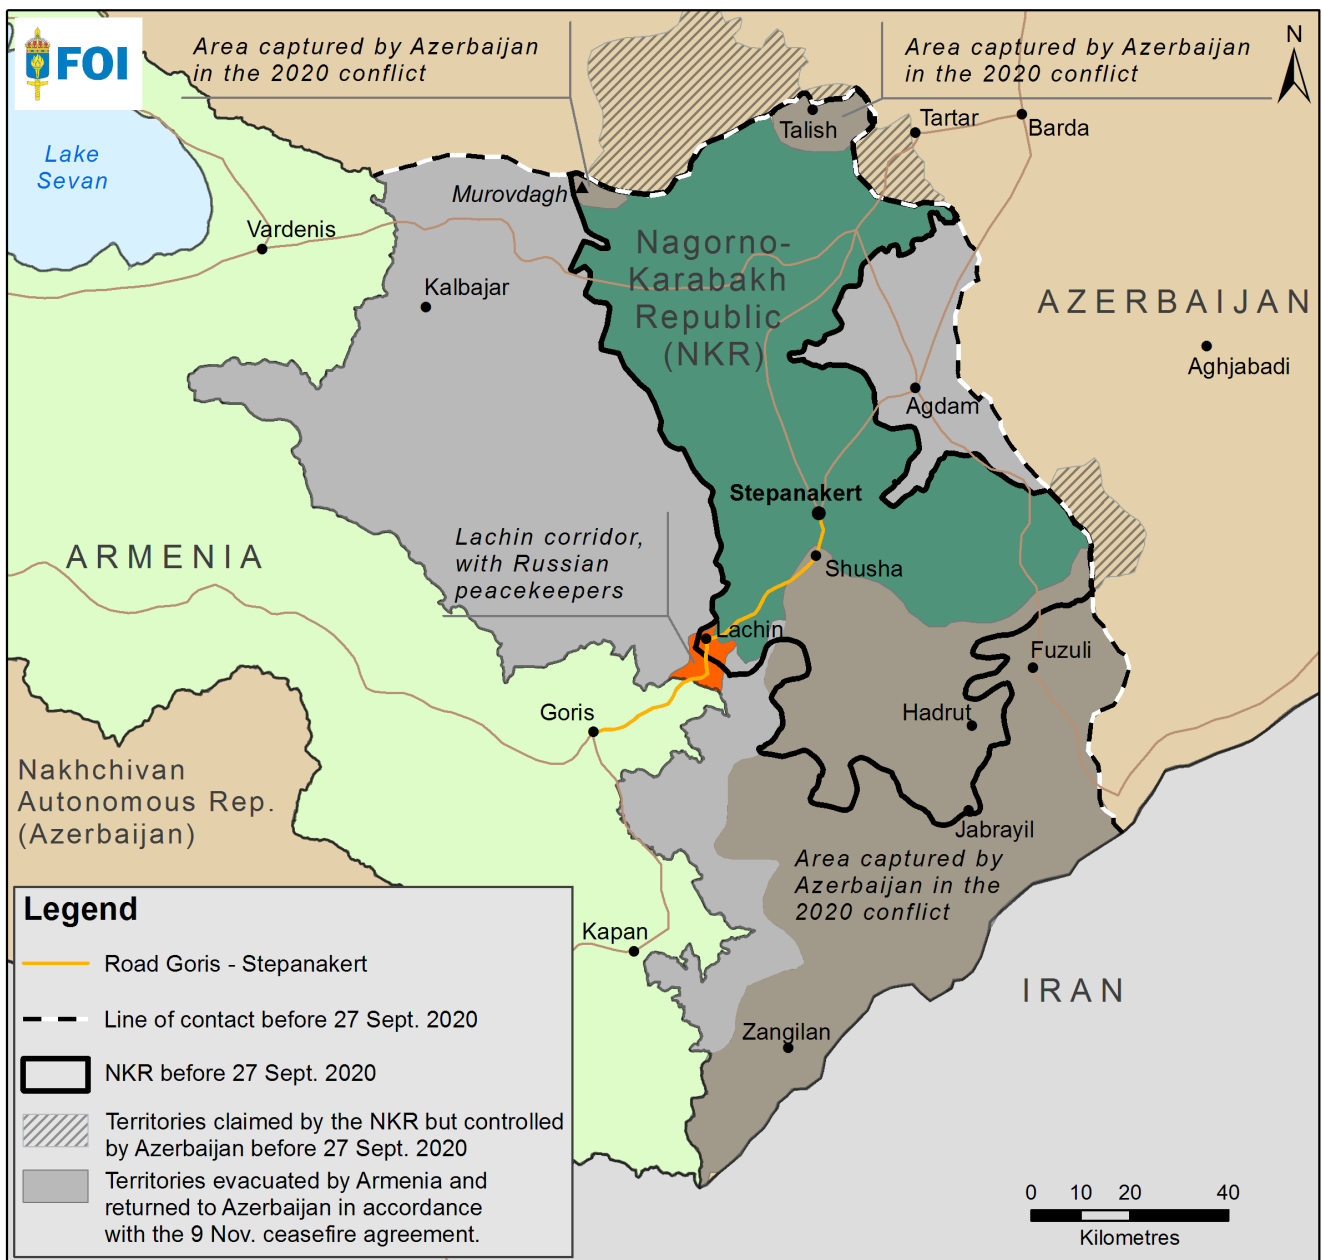 FOI
Area captured by Azerbaijan
in the 2020 conflict
Area captured by Azerbaijan
in the 2020 conflict
N
Lake
Sevan
Talish
Tartar
Barda
Murovdagh
Vardenis
Kalbajar
Nagorno-
Karabakh
Republic
(NKR)
AZERBAIJAN
Aghjabadi
Agdam
Stepanakert
ARMENIA
Lachin corridor,
with Russian
peacekeepers
Shusha
Lachin
Fuzuli
Goris
Hadrut
Nakhchivan
Autonomous Rep.
(Azerbaijan)
Jabrayil
Area captured by
Azerbaijan in the
2020 conflict
Kapan
IRAN
Zangilan
Legend
Road Goris - Stepanakert
Line of contact before 27 Sept. 2020
NKR before 27 Sept. 2020
Territories claimed by the NKR but controlled
by Azerbaijan before 27 Sept. 2020
Territories evacuated by Armenia and
returned to Azerbaijan in accordance
with the 9 Nov. ceasefire agreement.
0 10 20 40
Kilometres